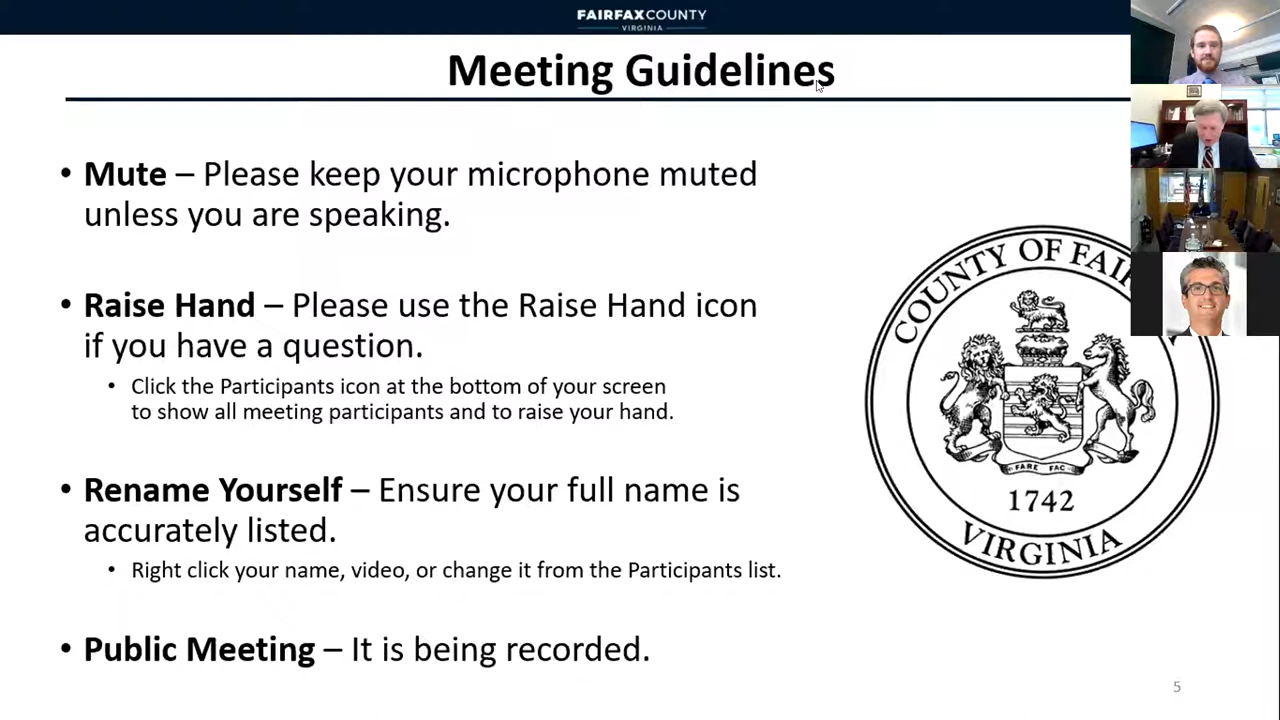 FAIRFAXCOUNTY
VIRGINIA
Meeting Guidelines
• Mute – Please keep your microphone muted
unless you are speaking.
• Raise Hand – Please use the Raise Hand icon
if you have a question.
• Click the Participants icon at the bottom of your screen
to show all meeting participants and to raise your hand.
• Rename Yourself – Ensure your full name is
accurately listed.
• Right click your name, video, or change it from the Participants list.
• Public Meeting – It is being recorded.
COUNTY OF FAI
FARE FAC
1742
VIRGINIA
5